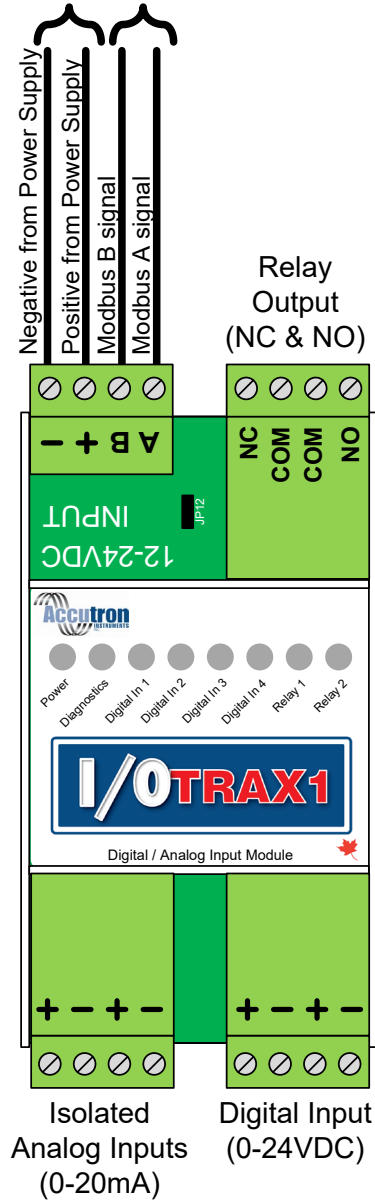 Negative from Power Supply
Positive from Power Supply
Modbus B signal
Modbus A signal
Relay
Output
(NC & NO)
- + B A
NC
COM
COM
NO
12-24VDC
INPUT
JP12
Accutron
INSTRUMENTS
Power
Diagnostics
Digital In 1
Digital In 2
Digital In 3
Digital In 4
Relay 1
Relay 2
I/OTRAX1
Digital / Analog Input Module
+ - + -
+ - + -
Isolated
Analog Inputs
(0-20mA)
Digital Input
(0-24VDC)